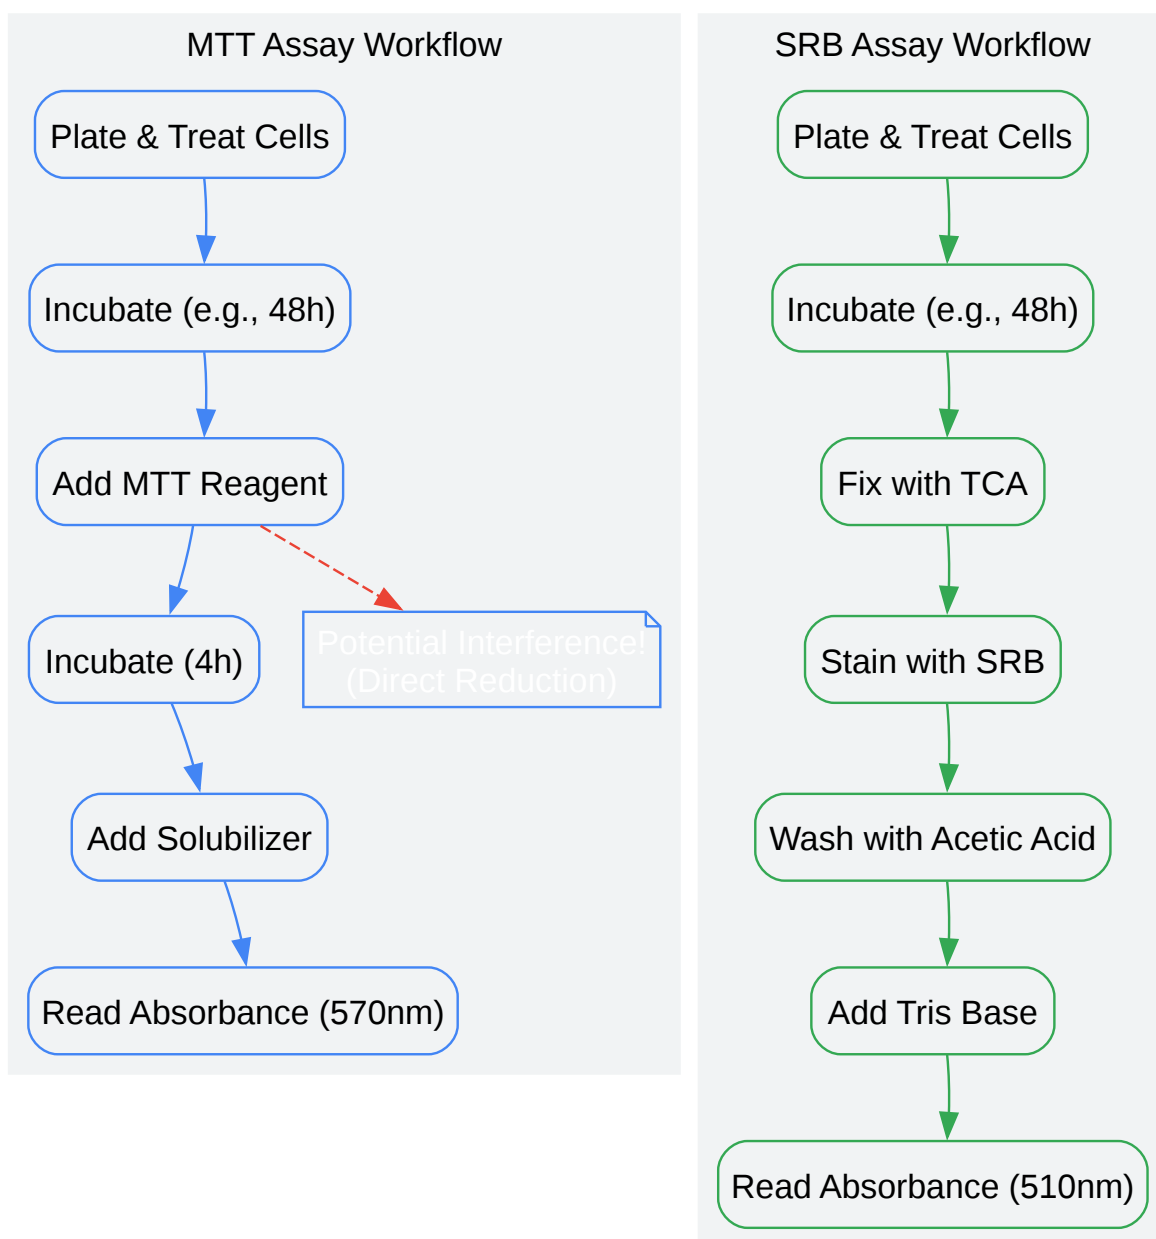 MTT Assay Workflow
Plate & Treat Cells
Incubate (e.g., 48h)
Add MTT Reagent
Incubate (4h)
Potential Interference!
(Direct Reduction)
Add Solubilizer
Read Absorbance (570nm)
SRB Assay Workflow
Plate & Treat Cells
Incubate (e.g., 48h)
Fix with TCA
Stain with SRB
Wash with Acetic Acid
Add Tris Base
Read Absorbance (510nm)